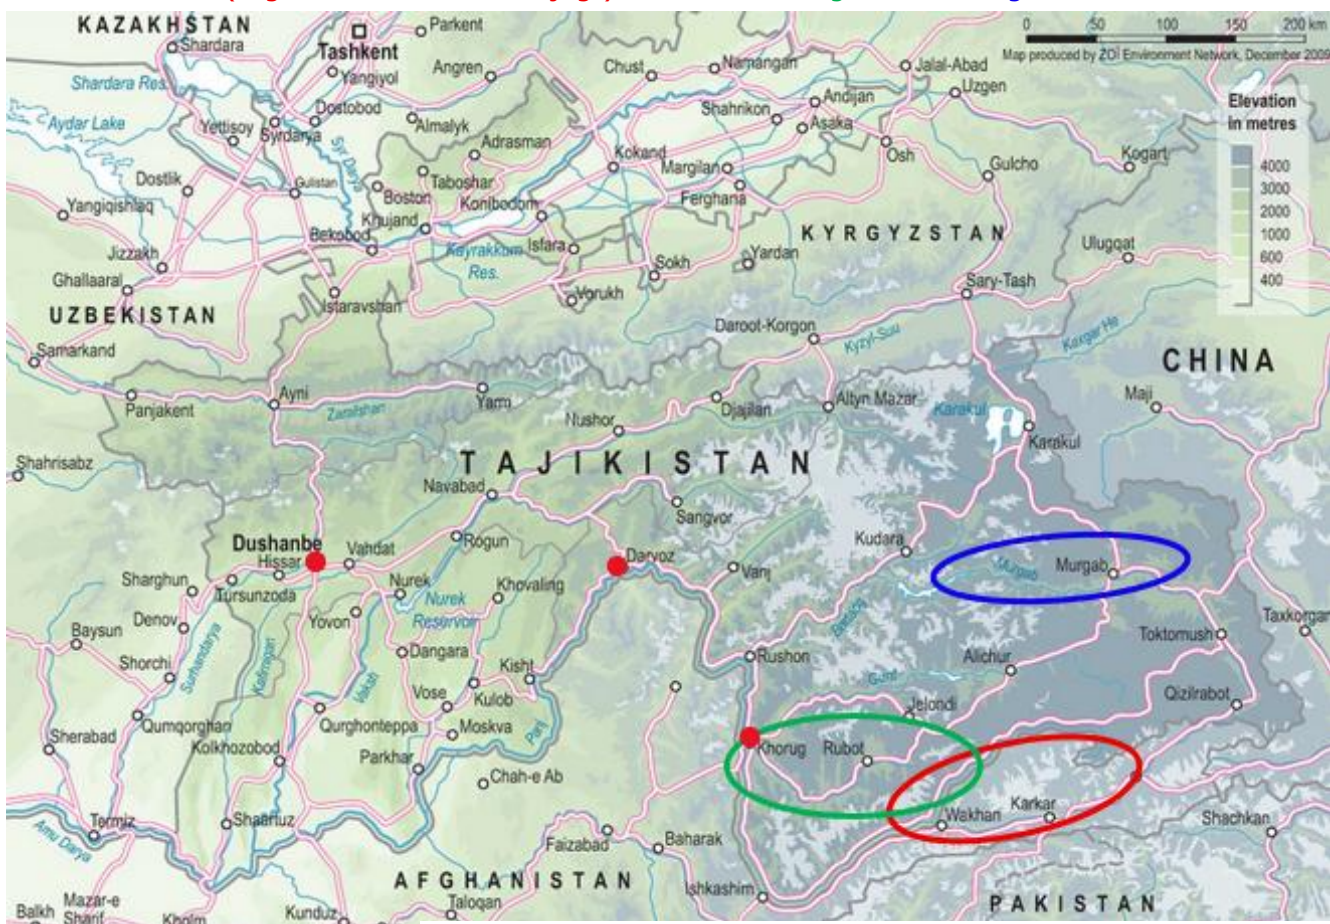 KAZAKHSTAN
Shardara
Tashkent
Parkent
Yangiyol
Angren
Chust
Namangan
Jalal-Abad
Uzgen
0 50 100 150 200 km
Map produced by ZOÏ Environment Network, December 2009
Elevation
in metres
4000
3000
2000
1000
600
400
Shardara Res.
Aydar Lake
Yettisoy
Syrdarya
Dostobod
Syr Darya
Almalyk
Adrasman
Shahrikon
Andijan
Asaka
Osh
Gulcho
Kogart
Dostlik
Gulistan
Boston
Taboshar
Kokand
Margilan
Ferghana
Yangiqishlaq
Khujand
Konibodom
Bekobod
Kayrakkum
Res.
Isfara
Sokh
Yardan
KYRGYZSTAN
Ulugqat
Jizzakh
Ghallaaral
Istaravshan
Vorukh
Sary-Tash
UZBEKISTAN
Samarkand
Daroot-Korgon
Kyzyl-Suu
Kaxgar He
CHINA
Panjakent
Ayni
Zarafshan
Yarm
Nushor
Djajilan
Altyn Mazar
Karakul
Karakul
Maji
Shahrisabz
TAJIKISTAN
Navabad
Sangvor
Dushanbe
Hissar
Vahdat
Rogun
Darvoz
Vanj
Kudara
Murgab
Murgab
Sharghun
Tursunzoda
Nurek
Nurek
Reservoir
Khovaling
Denov
Yovon
Baysun
Surhandarya
Kafirnigan
Vaksh
Dangara
Kisht
Rushon
Bartang
Toktomush
Taxkorgan
Shorchi
Vose
Kulob
Gunt
Alichur
Qumqorghan
Qurghonteppa
Moskva
Panj
Jelondi
Qizilrabot
Sherabad
Kolkhozobod
Parkhar
Chah-e Ab
Khorug
Rubot
Termiz
Shaartuz
Wakhan
Karkar
Shachkan
Amu Darya
Faizabad
Baharak
AFGHANISTAN
Ishkashim
Mazar-e
Sharif
Balkh
Kholm
Kunduz
Taloqan
PAKISTAN